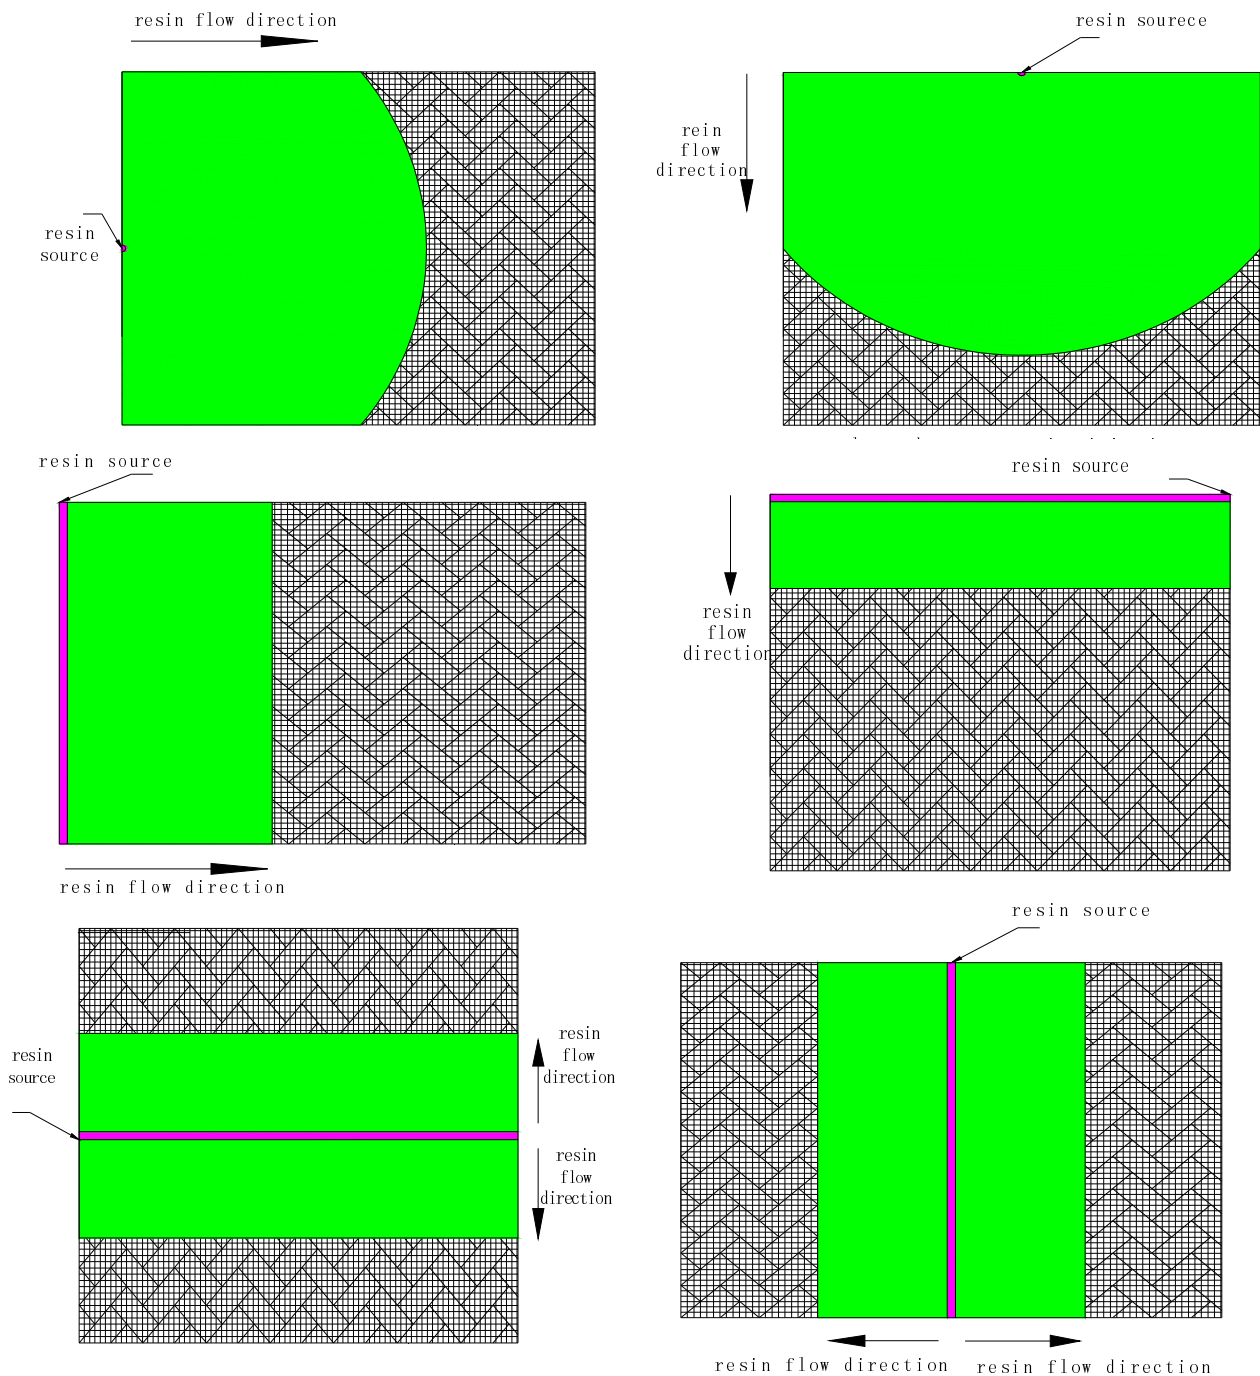 resin flow direction
resin
source
resin sourece
rein
flow
direction
resin source
resin flow direction
resin source
resin
flow
direction
resin
source
resin
flow
direction
resin
flow
direction
resin source
resin flow direction
resin flow direction